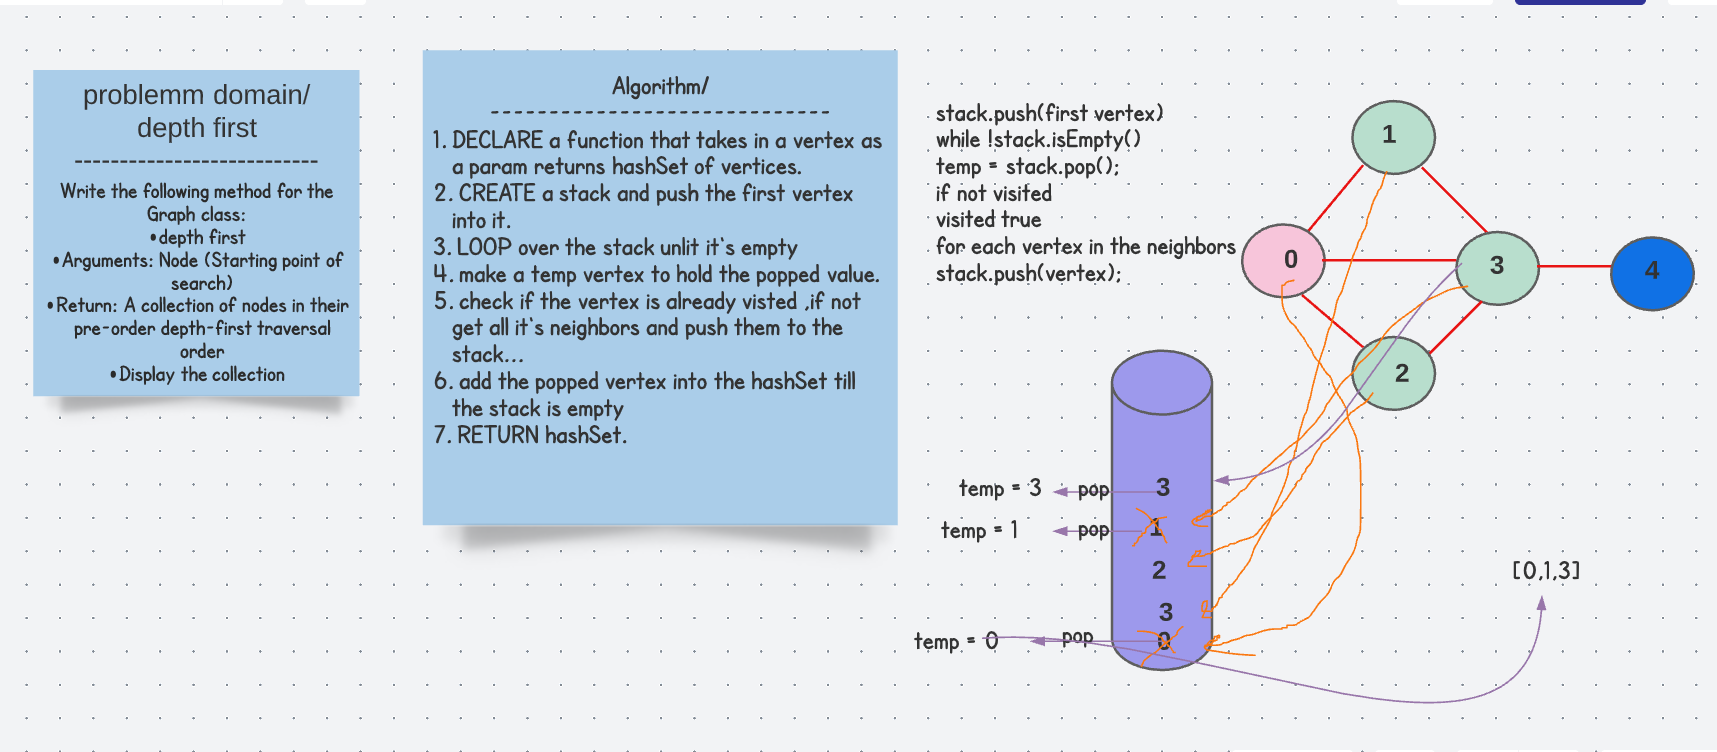 problemm domain/
depth first
---------------------------
Write the following method for the
Graph class:
•depth first
•Arguments: Node (Starting point of
search)
•Return: A collection of nodes in their
pre-order depth-first traversal
order
•Display the collection
Algorithm/
-----------------------------
1. DECLARE a function that takes in a vertex as
a param returns hashSet of vertices.
2. CREATE a stack and push the first vertex
into it.
3. LOOP over the stack unlit it`s empty
4. make a temp vertex to hold the popped value.
5. check if the vertex is already visted ,if not
get all it`s neighbors and push them to the
stack...
6. add the popped vertex into the hashSet till
the stack is empty
7. RETURN hashSet.
stack.push(first vertex)
while !stack.isEmpty()
temp = stack.pop();
if not visited
visited true
for each vertex in the neighbors
stack.push(vertex);
1
0
3
4
2
temp = 3
pop
3
temp = 1
pop
1
2
3
temp = 0
pop
0
[0,1,3]